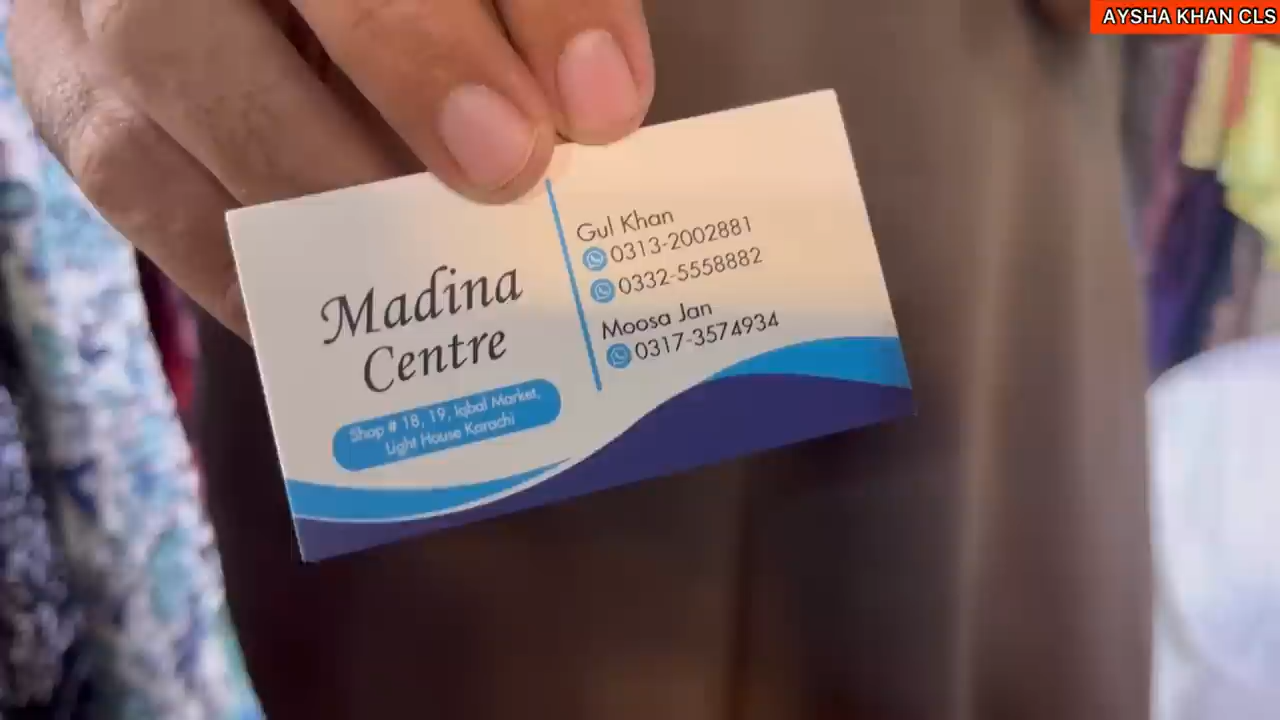 AYSHA KHAN CLS
Madina
Centre
Shop # 18, 19, Iqbal Market,
Light House Karachi
Gul Khan
0313-2002881
0332-5558882
Moosa Jan
0317-3574934